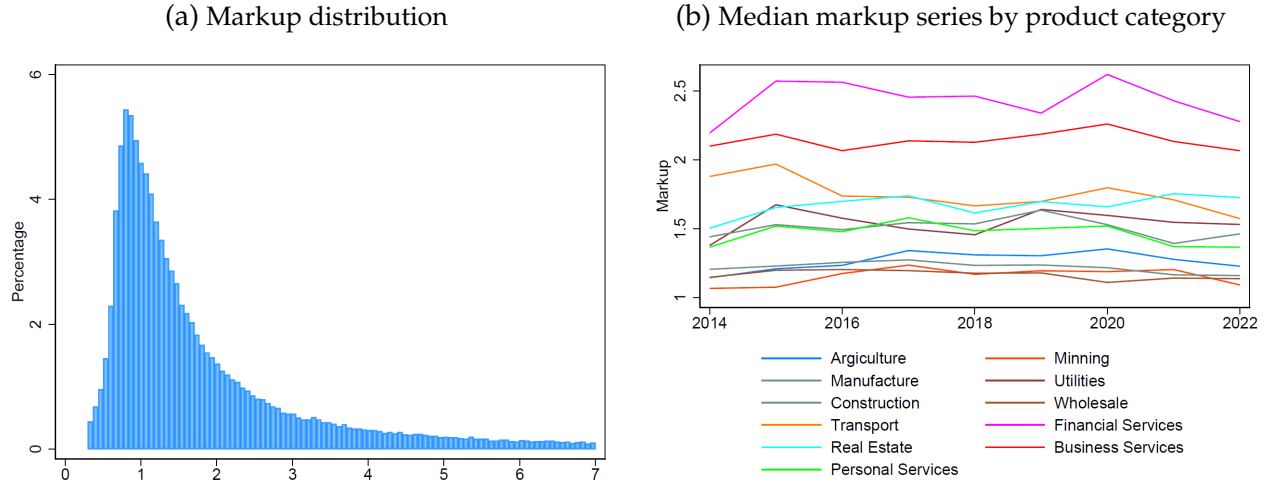 (a) Markup distribution
Percentage
6
4
2
0
0 1 2 3 4 5 6 7
(b) Median markup series by product category
Markup
2.5
2
1.5
1
2014 2016 2018 2020 2022
Argiculture Minning
Manufacture Utilities
Construction Wholesale
Transport Financial Services
Real Estate Business Services
Personal Services